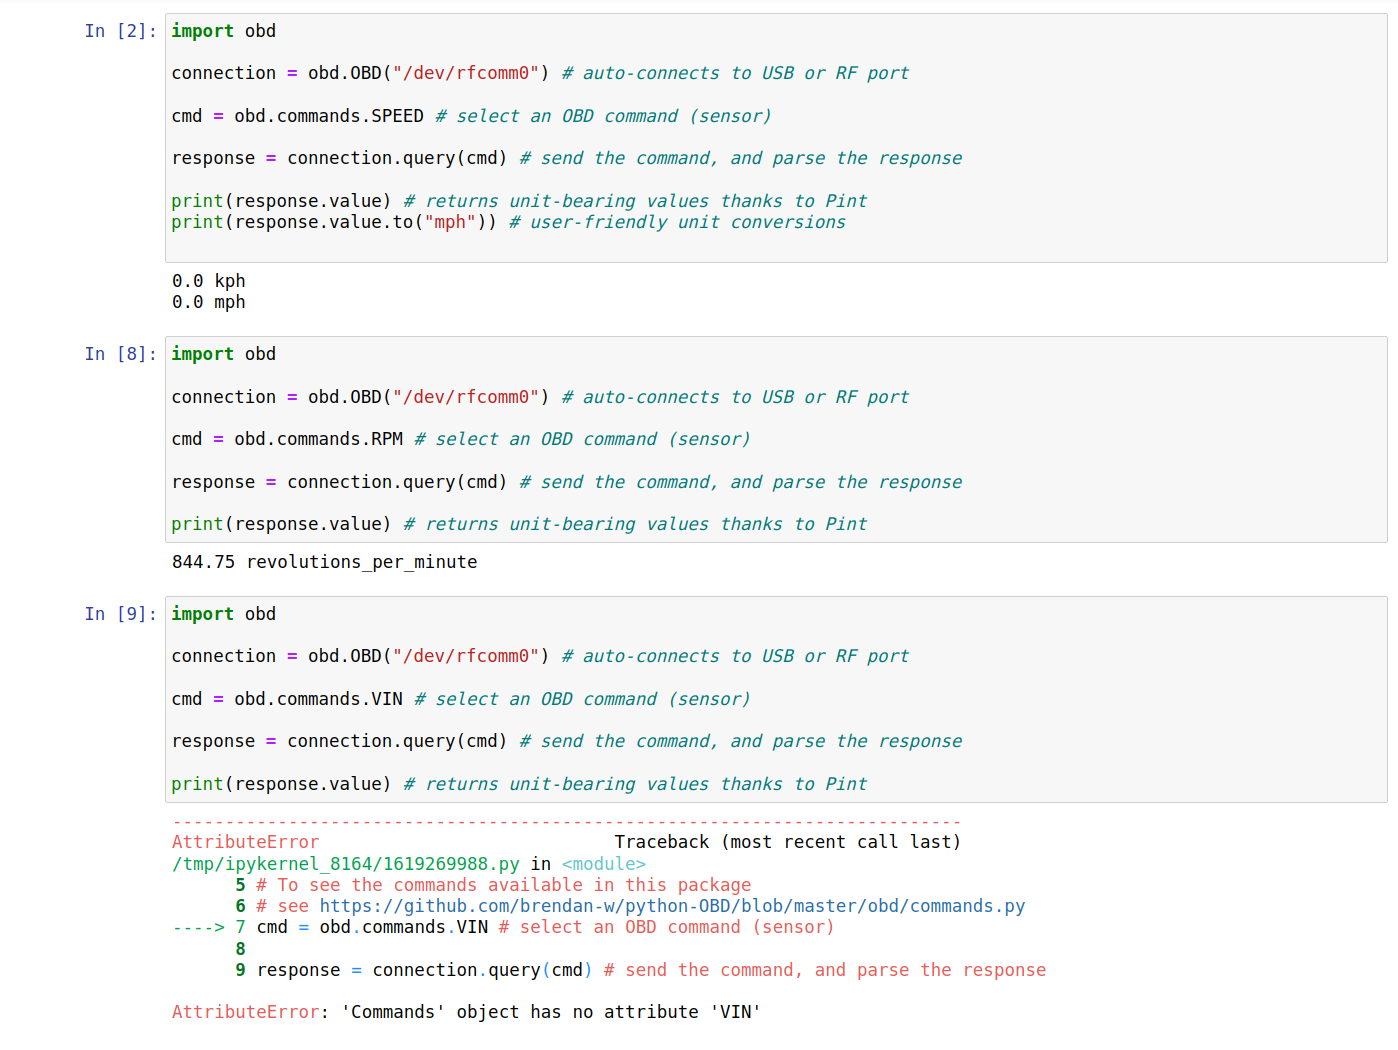 In [2]: import obd
connection = obd.OBD("/dev/rfcomm0") # auto-connects to USB or RF port
cmd = obd.commands.SPEED # select an OBD command (sensor)
response = connection.query(cmd) # send the command, and parse the response
print(response.value) # returns unit-bearing values thanks to Pint
print(response.value.to("mph")) # user-friendly unit conversions
0.0 kph
0.0 mph
In [8]: import obd
connection = obd.OBD("/dev/rfcomm0") # auto-connects to USB or RF port
cmd = obd.commands.RPM # select an OBD command (sensor)
response = connection.query(cmd) # send the command, and parse the response
print(response.value) # returns unit-bearing values thanks to Pint
844.75 revolutions_per_minute
In [9]: import obd
connection = obd.OBD("/dev/rfcomm0") # auto-connects to USB or RF port
cmd = obd.commands.VIN # select an OBD command (sensor)
response = connection.query(cmd) # send the command, and parse the response
print(response.value) # returns unit-bearing values thanks to Pint
---------------------------------------------------------------------------
AttributeError                            Traceback (most recent call last)
/tmp/ipykernel_8164/1619269988.py in <module>
      5 # To see the commands available in this package
      6 # see https://github.com/brendan-w/python-OBD/blob/master/obd/commands.py
----> 7 cmd = obd.commands.VIN # select an OBD command (sensor)
      8
      9 response = connection.query(cmd) # send the command, and parse the response
AttributeError: 'Commands' object has no attribute 'VIN'